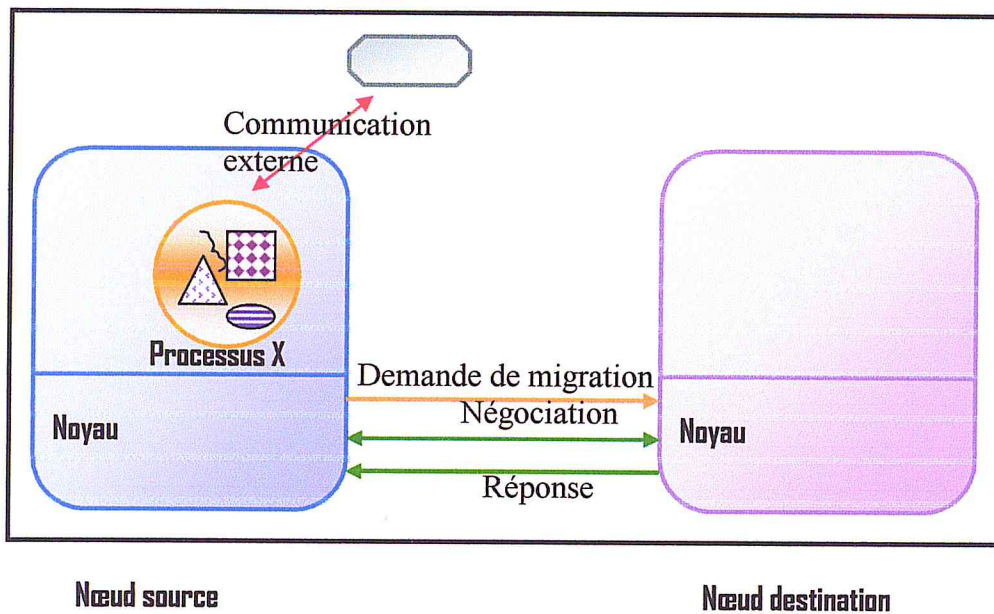 Communication
externe
Processus X
Demande de migration
Négociation
Noyau
Noyau
Réponse
Nœud source
Nœud destination